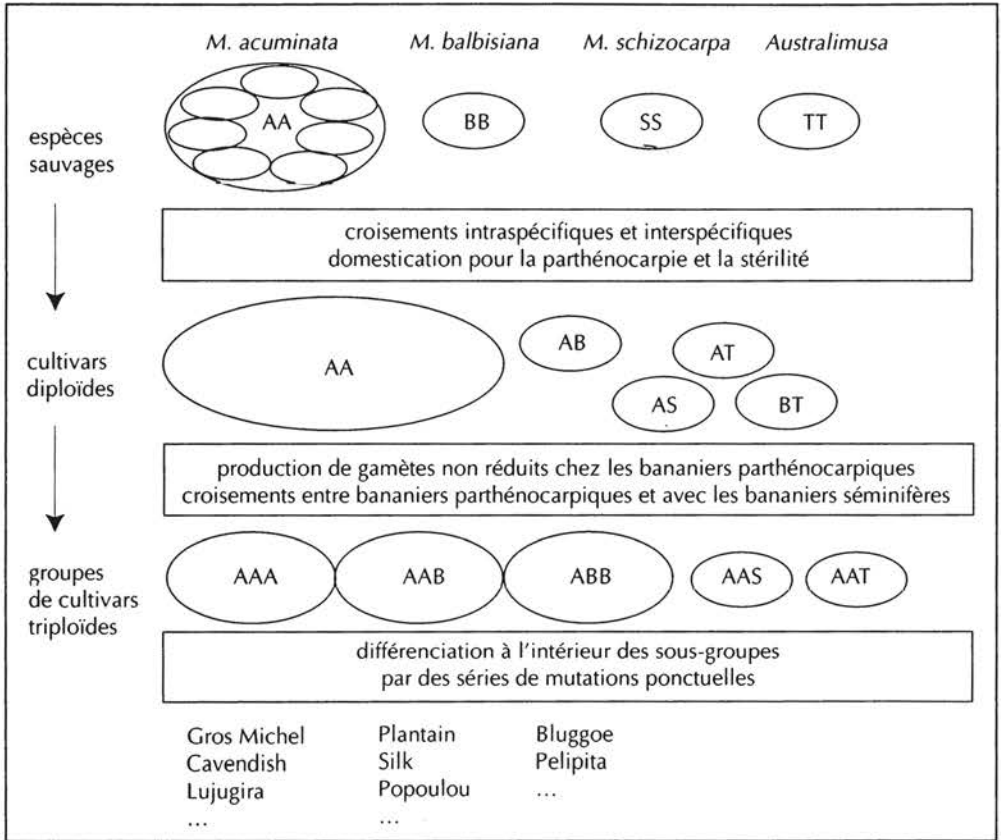 M. acuminata M. balbisiana M. schizocarpa Australimusa
AA BB SS TT
espèces
sauvages
croisements intraspécifiques et interspécifiques
domestication pour la parthénocarpie et la stérilité
cultivars
diploïdes
AA AB AT
AS BT
production de gamètes non réduits chez les bananiers parthénocarpiques
croisements entre bananiers parthénocarpiques et avec les bananiers séminifères
groupes
de cultivars
triploïdes
AAA AAB ABB AAS AAT
différenciation à l'intérieur des sous-groupes
par des séries de mutations ponctuelles
Gros Michel Plantain Bluggoe
Cavendish Silk Pelipita
Lujugira Popoulou ...
... ...